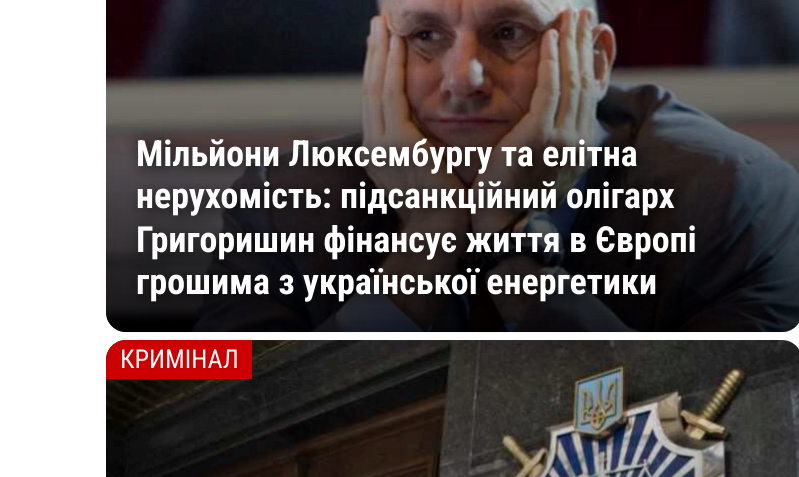 Мільйони Люксембургу та елітна
нерухомість: підсанкційний олігарх
Григоришин фінансує життя в Європі
грошима з української енергетики
КРИМІНАЛ